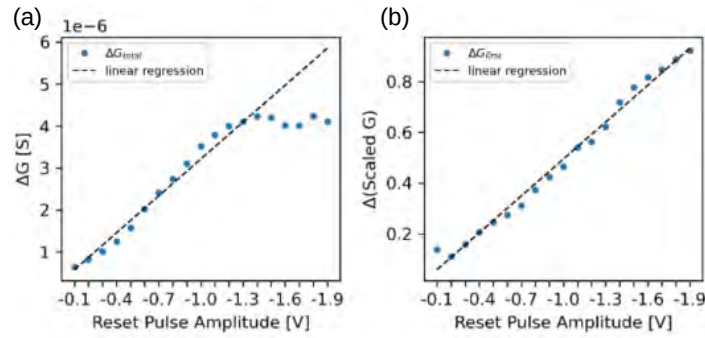 (a)
1e−6
6
5
4
3
2
1
ΔG [S]
ΔG_total
linear regression
-0.1 -0.4 -0.7 -1.0 -1.3 -1.6 -1.9
Reset Pulse Amplitude [V]
(b)
0.8
0.6
0.4
0.2
Δ(Scaled G)
linear regression
-0.1 -0.4 -0.7 -1.0 -1.3 -1.6 -1.9
Reset Pulse Amplitude [V]